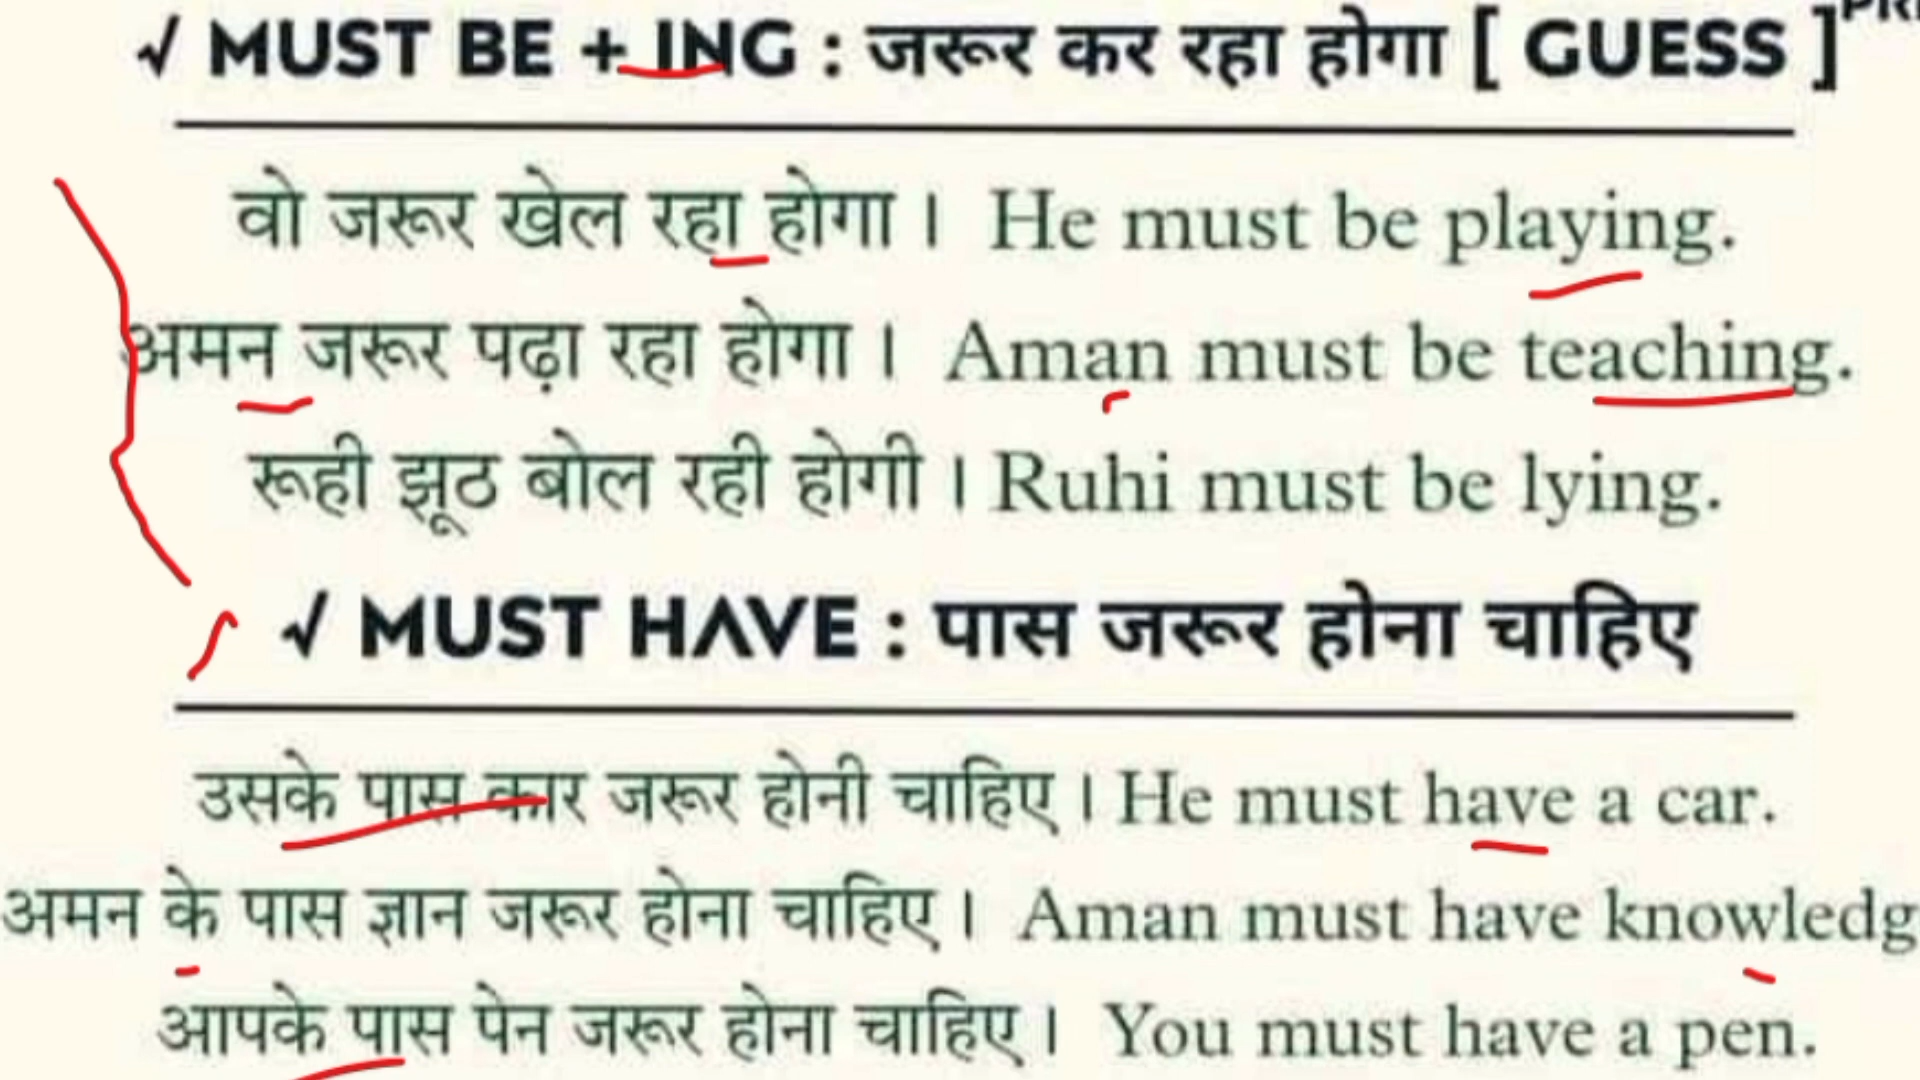 √ MUST BE + ING : जरूर कर रहा होगा [ GUESS ]
वो जरूर खेल रहा होगा । He must be playing.
अमन जरूर पढ़ा रहा होगा । Aman must be teaching.
रूही झूठ बोल रही होगी । Ruhi must be lying.
√ MUST HAVE : पास जरूर होना चाहिए
उसके पास कार जरूर होनी चाहिए । He must have a car.
अमन के पास ज्ञान जरूर होना चाहिए । Aman must have knowledg
आपके पास पेन जरूर होना चाहिए । You must have a pen.